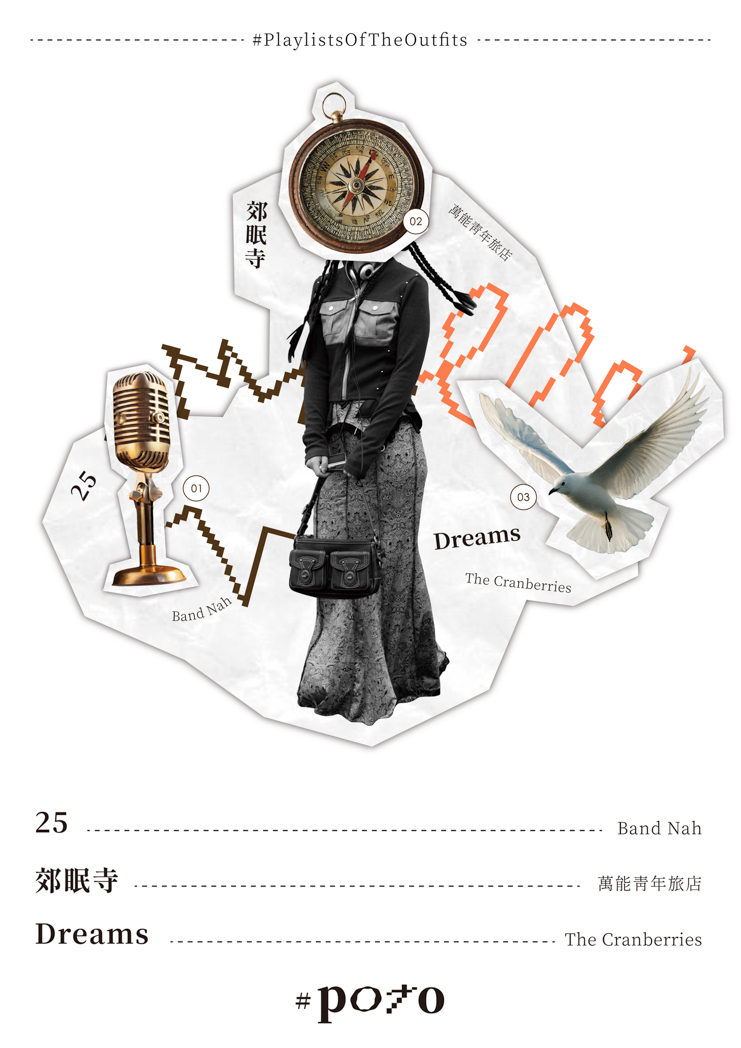 #PlaylistsOfTheOutfits
02
郊眠寺
萬能青年旅店
25
01
03
Dreams
The Cranberries
Band Nah
25 Band Nah
郊眠寺 萬能青年旅店
Dreams The Cranberries